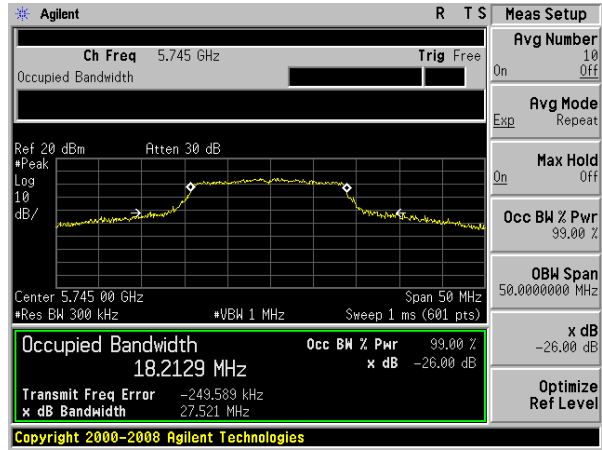 Agilent R T S
Ch Freq 5.745 GHz Trig Free
Occupied Bandwidth
Ref 20 dBm Atten 30 dB
#Peak
Log
10
dB/
Center 5.745 00 GHz Span 50 MHz
#Res BW 300 kHz #VBW 1 MHz Sweep 1 ms (601 pts)
Occupied Bandwidth
18.2129 MHz
Occ BW % Pwr 99.00 %
x dB -26.00 dB
Transmit Freq Error -249.589 kHz
x dB Bandwidth 27.521 MHz
Copyright 2000-2008 Agilent Technologies
Meas Setup
Avg Number
10
On Off
Avg Mode
Exp Repeat
Max Hold
On Off
Occ BW % Pwr
99.00 %
OBW Span
50.0000000 MHz
x dB
-26.00 dB
Optimize
Ref Level